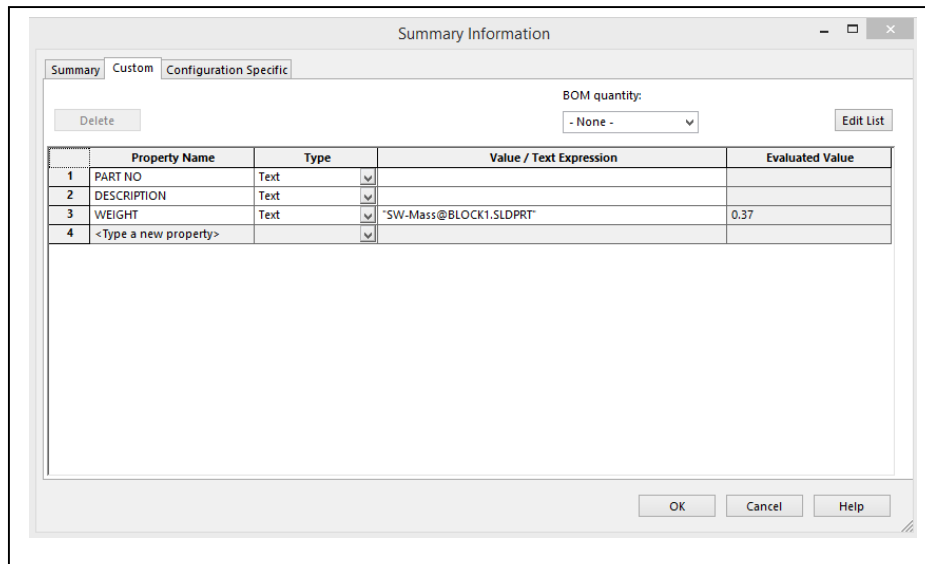 Summary Information
Summary Custom Configuration Specific
BOM quantity:
Delete - None - Edit List
Property Name Type Value / Text Expression Evaluated Value
1 PART NO Text
2 DESCRIPTION Text
3 WEIGHT Text "SW-Mass@BLOCK1.SLDPRT" 0.37
4 <Type a new property>
OK Cancel Help